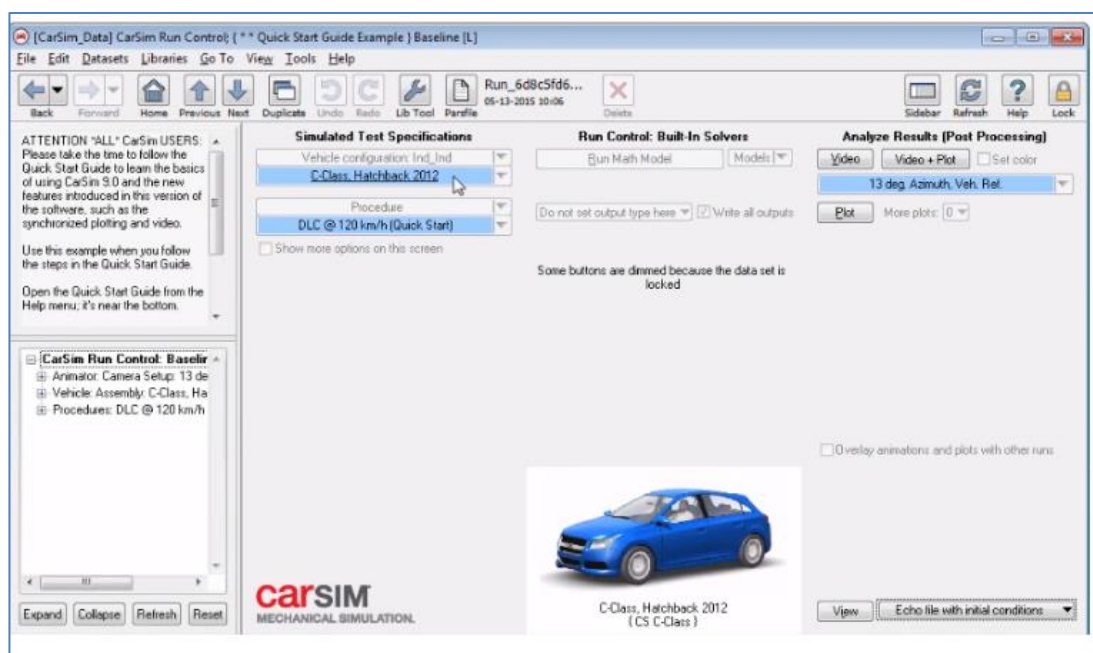 [CarSim_Data] CarSim Run Control; { * * Quick Start Guide Example } Baseline [L]
File Edit Datasets Libraries Go To View Tools Help
Back Forward Home Previous Next Duplicate Undo Redo Lib Tool Parsfile
Run_6d8c5fd6...
05-13-2015 10:06
Delete Sidebar Refresh Help Lock
ATTENTION *ALL* CarSim USERS:
Please take the time to follow the
Quick Start Guide to learn the basics
of using CarSim 9.0 and the new
features introduced in this version of
the software, such as the
synchronized plotting and video.
Use this example when you follow
the steps in the Quick Start Guide.
Open the Quick Start Guide from the
Help menu; it's near the bottom.
CarSim Run Control: Baselir
Animator: Camera Setup: 13 de
Vehicle: Assembly: C-Class, Ha
Procedures: DLC @ 120 km/h
Expand Collapse Refresh Reset
Simulated Test Specifications
Vehicle configuration: Ind_Ind
C-Class, Hatchback 2012
Procedure
DLC @ 120 km/h (Quick Start)
Show more options on this screen
carSIM
MECHANICAL SIMULATION.
Run Control: Built-In Solvers
Run Math Model Models
Do not set output type here Write all outputs
Some buttons are dimmed because the data set is
locked
C-Class, Hatchback 2012
{ CS C-Class }
Analyze Results (Post Processing)
Video Video + Plot Set color
13 deg. Azimuth, Veh. Ref.
Plot More plots: 0
Overlay animations and plots with other runs
View Echo file with initial conditions